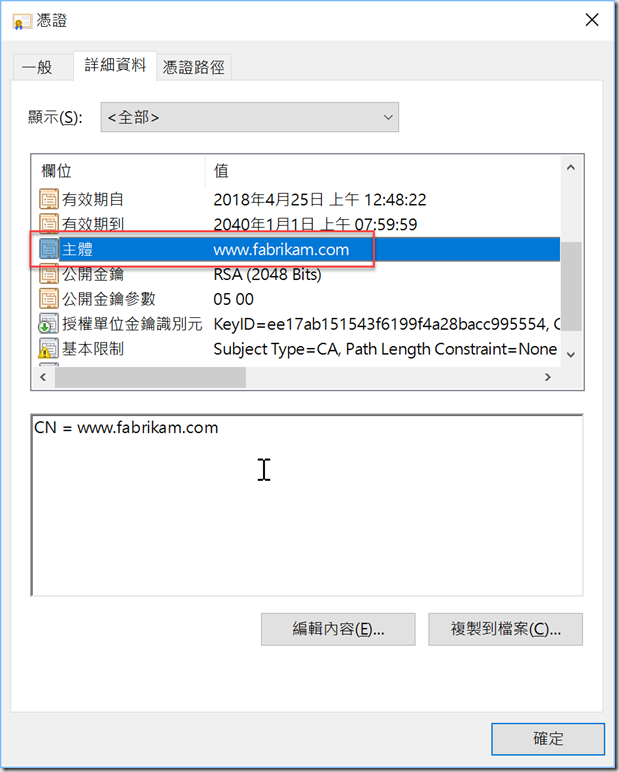 憑證
一般 詳細資料 憑證路徑
顯示(S): <全部>
欄位 值
有效期自 2018年4月25日 上午 12:48:22
有效期到 2040年1月1日 上午 07:59:59
主體 www.fabrikam.com
公開金鑰 RSA (2048 Bits)
公開金鑰參數 05 00
授權單位金鑰識別元 KeyID=ee17ab151543f6199f4a28bacc995554, C
基本限制 Subject Type=CA, Path Length Constraint=None
CN = www.fabrikam.com
編輯內容(E)... 複製到檔案(C)...
確定